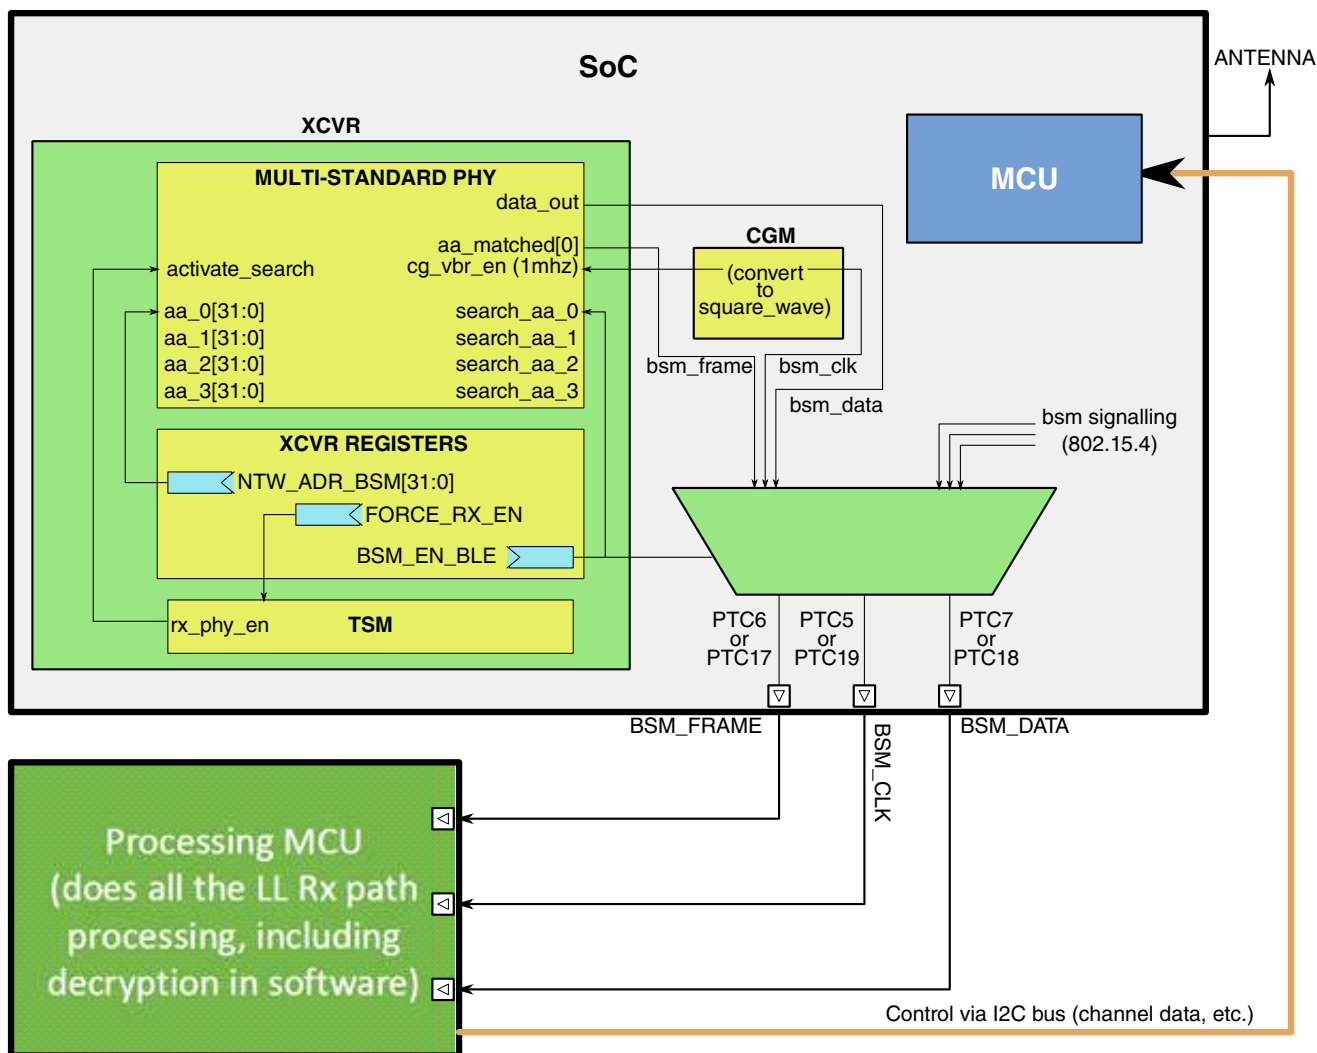 SoC
ANTENNA
XCVR
MCU
MULTI-STANDARD PHY
data_out
aa_matched[0]
cg_vbr_en (1mhz)
activate_search
aa_0[31:0]
aa_1[31:0]
aa_2[31:0]
aa_3[31:0]
search_aa_0
search_aa_1
search_aa_2
search_aa_3
CGM
(convert
to
square_wave)
bsm_frame
bsm_clk
bsm_data
bsm signalling
(802.15.4)
XCVR REGISTERS
NTW_ADR_BSM[31:0]
FORCE_RX_EN
BSM_EN_BLE
rx_phy_en
TSM
PTC6
or
PTC17
PTC5
or
PTC19
PTC7
or
PTC18
BSM_FRAME
BSM_CLK
BSM_DATA
Processing MCU
(does all the LL Rx path
processing, including
decryption in software)
Control via I2C bus (channel data, etc.)